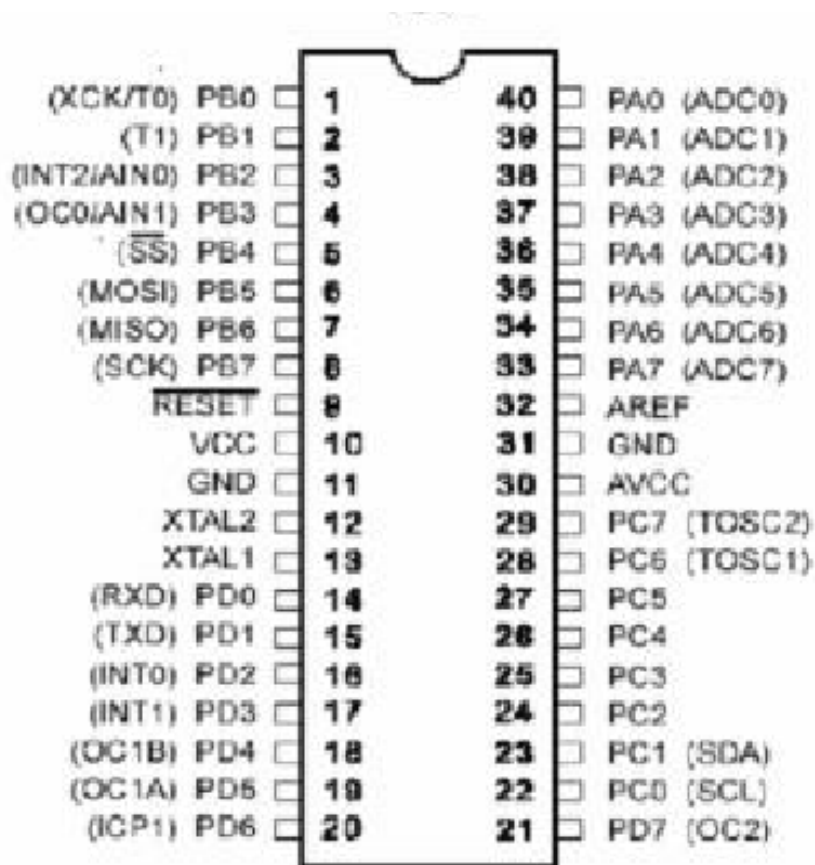 (XCK/T0) PB0 1 40 PA0 (ADC0)
(T1) PB1 2 39 PA1 (ADC1)
(INT2/AIN0) PB2 3 38 PA2 (ADC2)
(OC0/AIN1) PB3 4 37 PA3 (ADC3)
(SS) PB4 5 36 PA4 (ADC4)
(MOSI) PB5 6 35 PA5 (ADC5)
(MISO) PB6 7 34 PA6 (ADC6)
(SCK) PB7 8 33 PA7 (ADC7)
RESET 9 32 AREF
VCC 10 31 GND
GND 11 30 AVCC
XTAL2 12 29 PC7 (TOSC2)
XTAL1 13 28 PC6 (TOSC1)
(RXD) PD0 14 27 PC5
(TXD) PD1 15 26 PC4
(INT0) PD2 16 25 PC3
(INT1) PD3 17 24 PC2
(OC1B) PD4 18 23 PC1 (SDA)
(OC1A) PD5 19 22 PC0 (SCL)
(ICP1) PD6 20 21 PD7 (OC2)